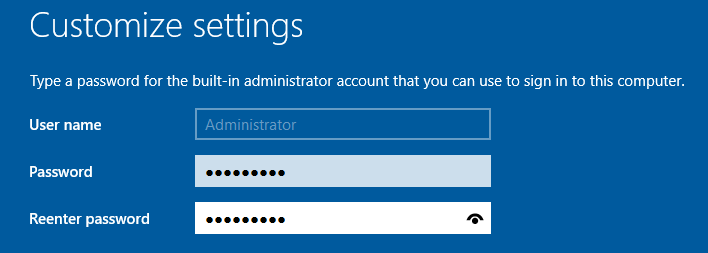 Customize settings
Type a password for the built-in administrator account that you can use to sign in to this computer.
User name Administrator
Password ●●●●●●●●●
Reenter password ●●●●●●●●●